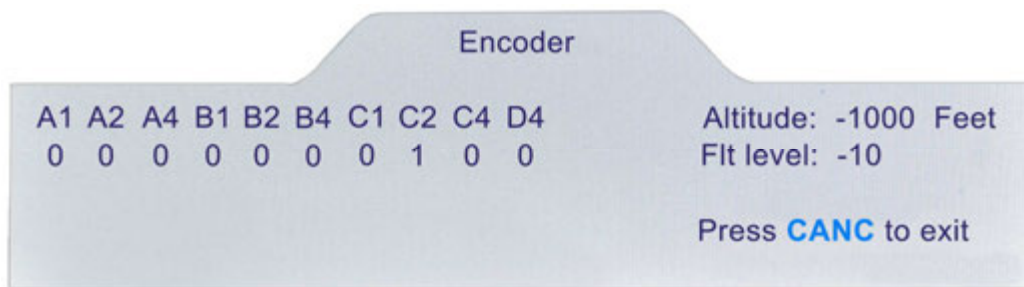 Encoder
A1 A2 A4 B1 B2 B4 C1 C2 C4 D4 Altitude: -1000 Feet
0 0 0 0 0 0 0 1 0 0 Flt level: -10
Press CANC to exit